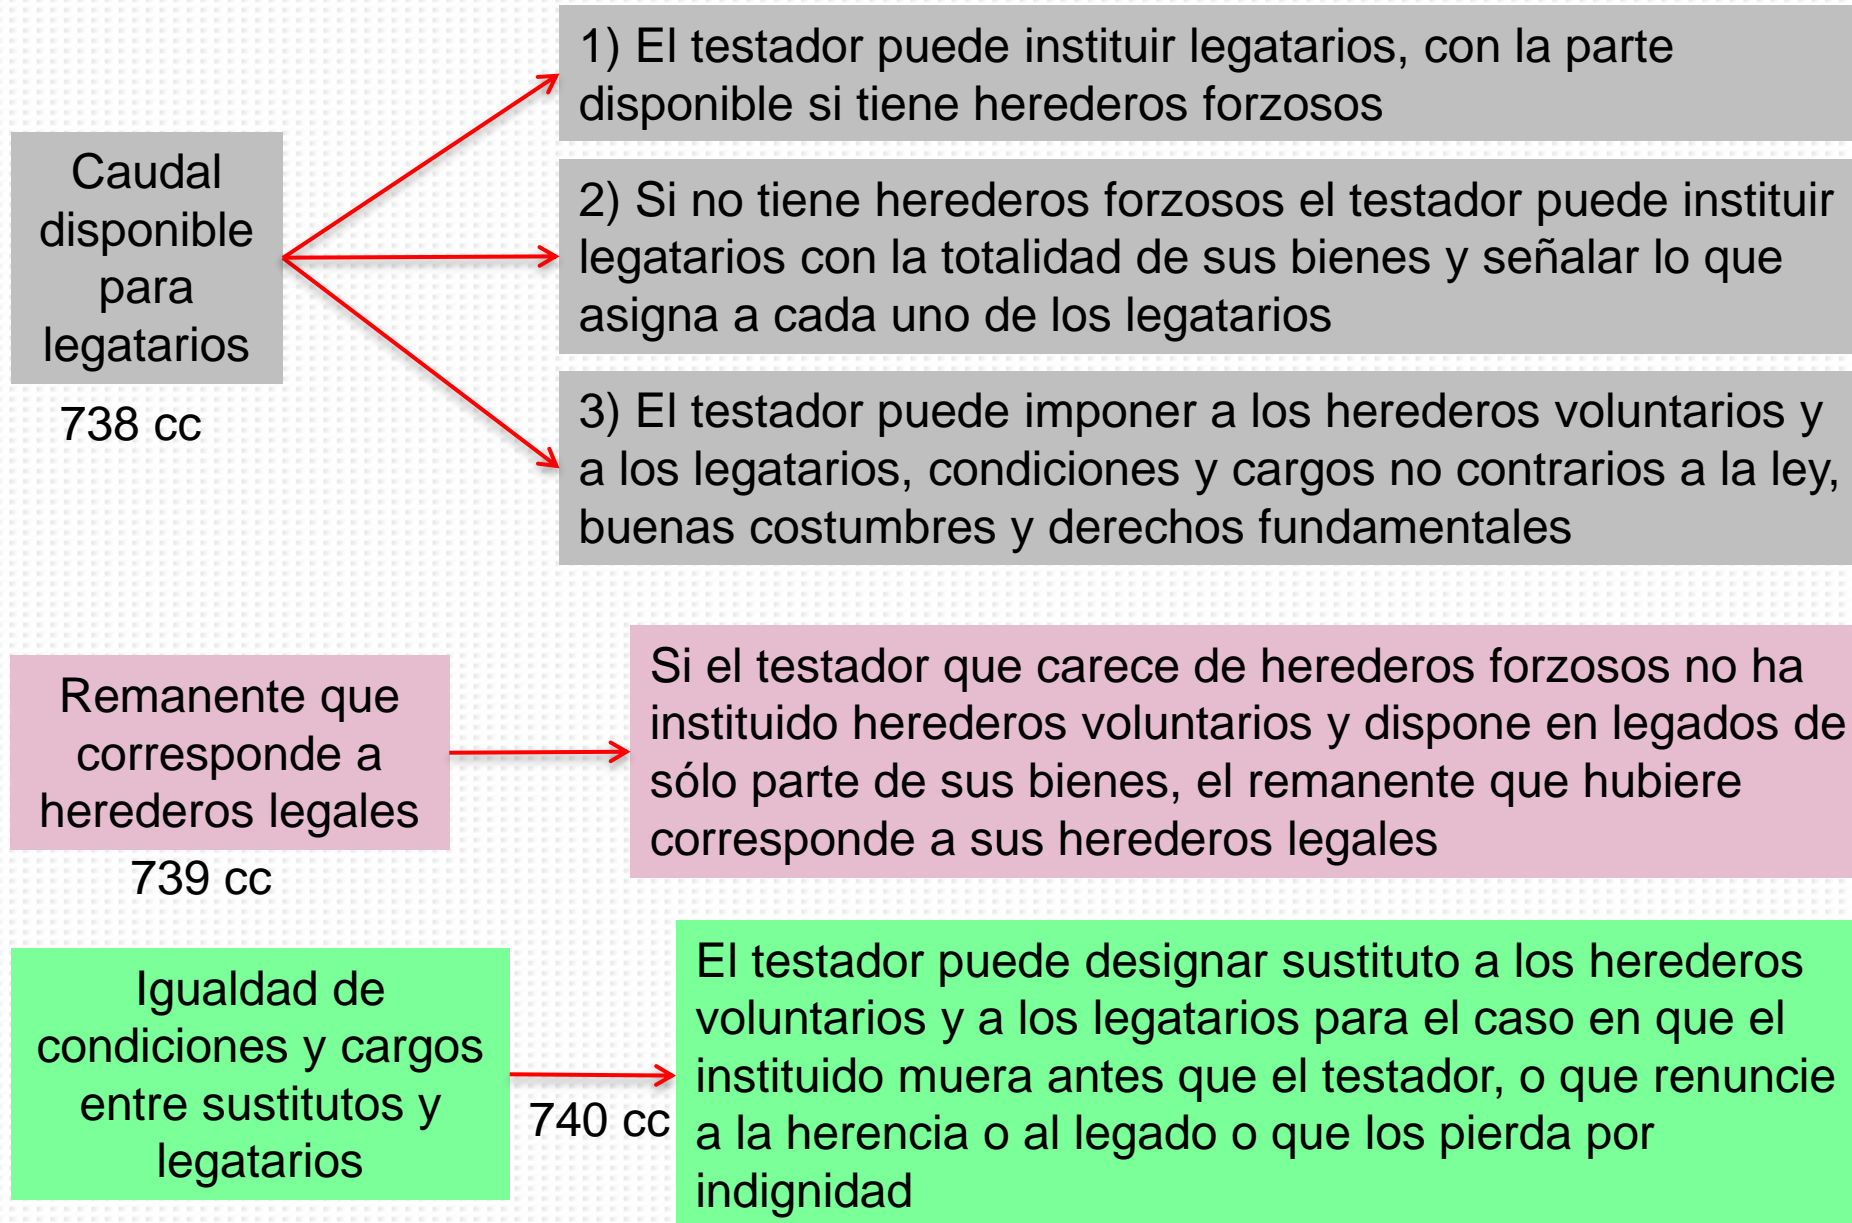 Caudal
disponible
para
legatarios
738 cc
1) El testador puede instituir legatarios, con la parte
disponible si tiene herederos forzosos
2) Si no tiene herederos forzosos el testador puede instituir
legatarios con la totalidad de sus bienes y señalar lo que
asigna a cada uno de los legatarios
3) El testador puede imponer a los herederos voluntarios y
a los legatarios, condiciones y cargos no contrarios a la ley,
buenas costumbres y derechos fundamentales
Remanente que
corresponde a
herederos legales
739 cc
Si el testador que carece de herederos forzosos no ha
instituido herederos voluntarios y dispone en legados de
sólo parte de sus bienes, el remanente que hubiere
corresponde a sus herederos legales
Igualdad de
condiciones y cargos
entre sustitutos y
legatarios
740 cc
El testador puede designar sustituto a los herederos
voluntarios y a los legatarios para el caso en que el
instituido muera antes que el testador, o que renuncie
a la herencia o al legado o que los pierda por
indignidad